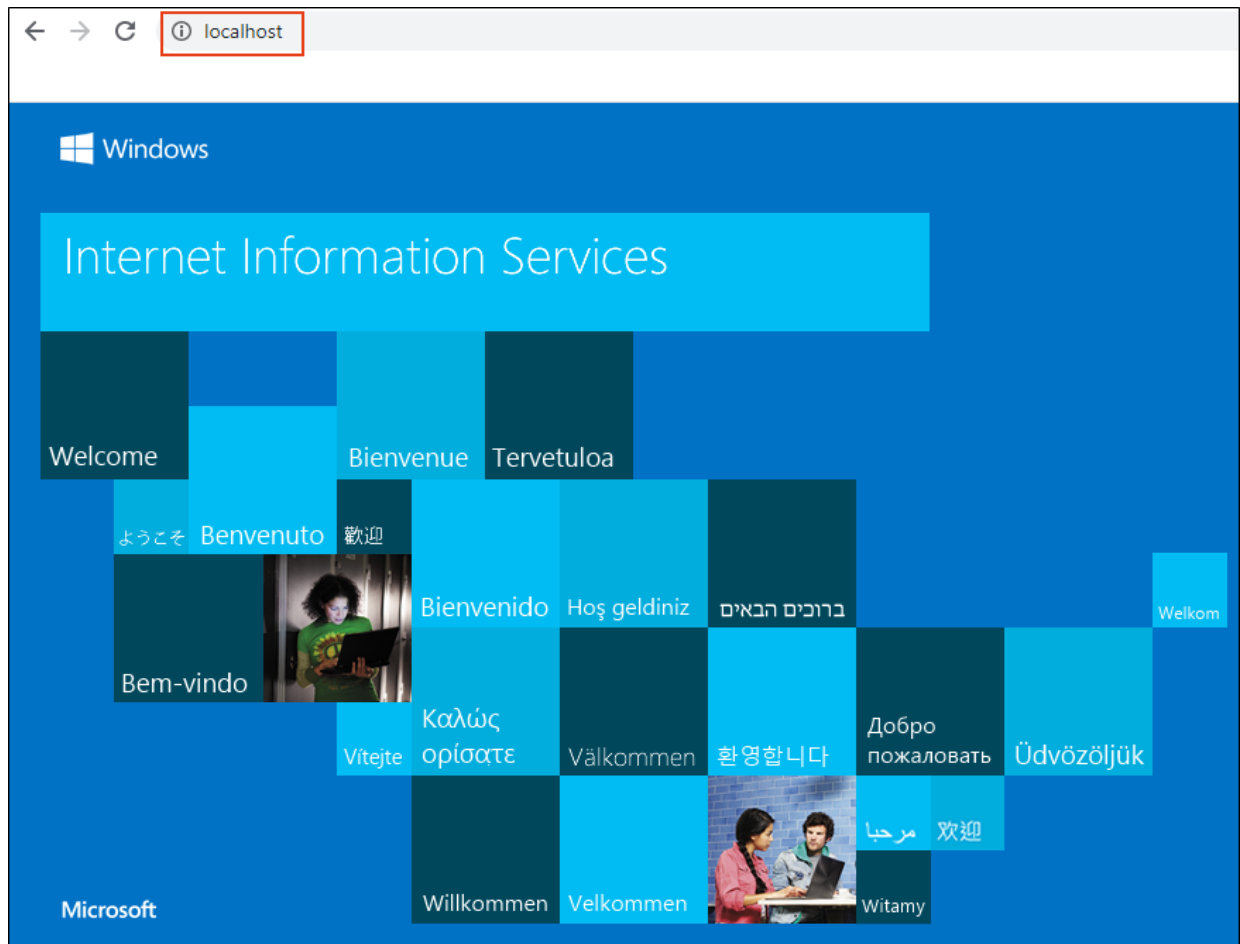 localhost
Windows
Internet Information Services
Welcome
Bienvenue
Tervetuloa
ようこそ
Benvenuto
歡迎
Bienvenido
Hoş geldiniz
ברוכים הבאים
Welkom
Bem-vindo
Vítejte
Καλώς
ορίσατε
Välkommen
환영합니다
Добро
пожаловать
Üdvözöljük
مرحبا
欢迎
Willkommen
Velkommen
Witamy
Microsoft